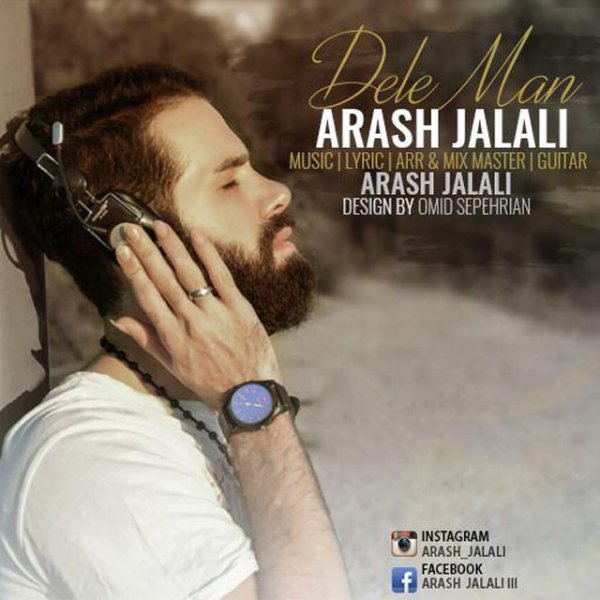 Dele Man
ARASH JALALI
MUSIC | LYRIC | ARR & MIX MASTER | GUITAR
ARASH JALALI
DESIGN BY OMID SEPEHRIAN
INSTAGRAM
ARASH_JALALI
FACEBOOK
ARASH JALALI III